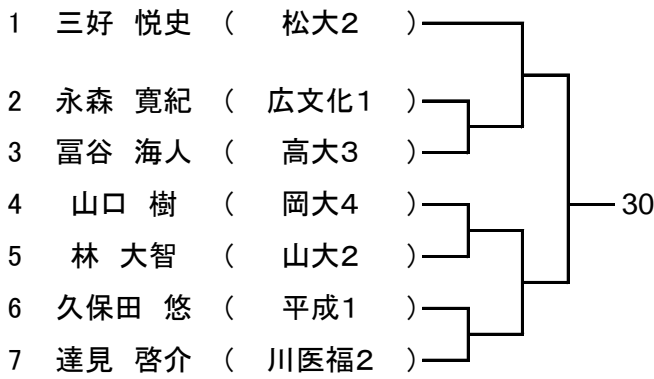 1 三好 悦史 ( 松大2 )
2 永森 寛紀 ( 広文化1 )
3 冨谷 海人 ( 高大3 )
4 山口 樹 ( 岡大4 ) 30
5 林 大智 ( 山大2 )
6 久保田 悠 ( 平成1 )
7 達見 啓介 ( 川医福2 )